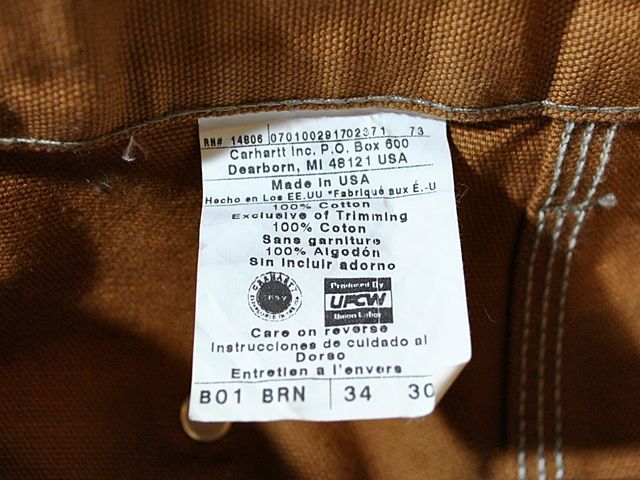 RN# 14806 070100291702371 73
Carhartt Inc. P.O. Box 600
Dearborn, MI 48121 USA
Made in USA
Hecho en Los EE.UU *Fabriqué aux É.-U
100% Cotton
Exclusive of Trimming
100% Coton
Sans garniture
100% Algodón
Sin Incluir adorno
CARHARTT
Produced By
UFCW
Union Labor
Care on reverse
Instrucciones de cuidado al
Dorso
Entretien a l'envers
B01 BRN 34 30